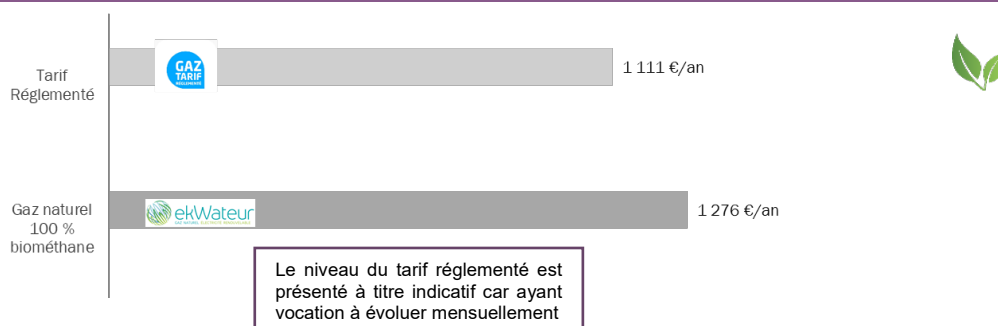 Tarif
Réglementé
GAZ
TARIF
RÉGLEMENTÉ
1 111 €/an
Gaz naturel
100 %
biométhane
ekWateur
1 276 €/an
Le niveau du tarif réglementé est
présenté à titre indicatif car ayant
vocation à évoluer mensuellement